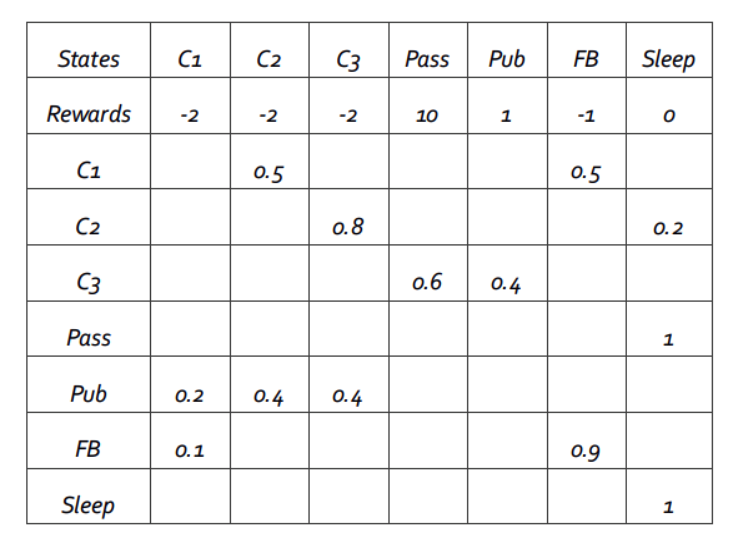 States C1 C2 C3 Pass Pub FB Sleep
Rewards -2 -2 -2 10 1 -1 0
C1 0.5 0.5
C2 0.8 0.2
C3 0.6 0.4
Pass 1
Pub 0.2 0.4 0.4
FB 0.1 0.9
Sleep 1